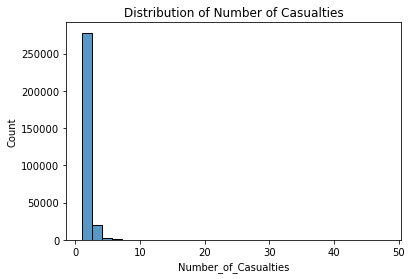 Distribution of Number of Casualties
250000
200000
150000
100000
50000
0
Count
0 10 20 30 40 50
Number_of_Casualties